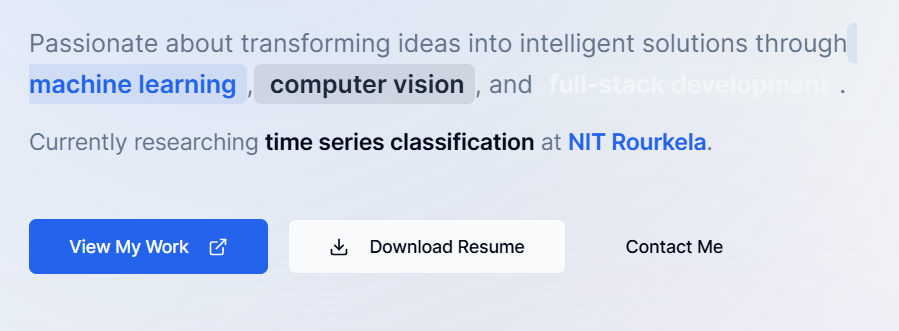 Passionate about transforming ideas into intelligent solutions through
machine learning, computer vision, and full-stack development.
Currently researching time series classification at NIT Rourkela.
View My Work
Download Resume
Contact Me